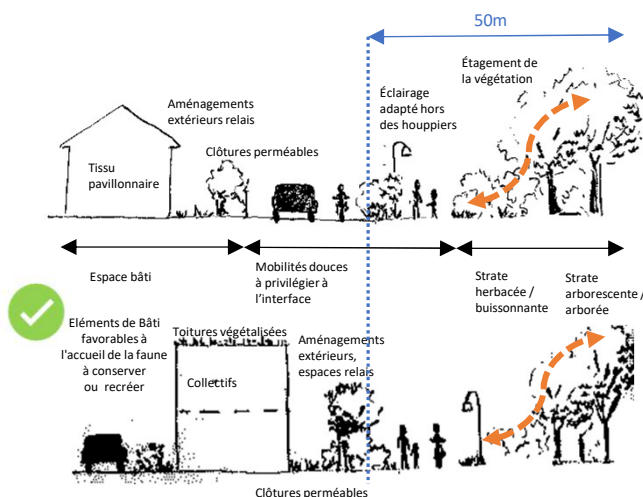 50m
Étagement de
la végétation
Éclairage
adapté hors
des houppiers
Aménagements
extérieurs relais
Clôtures perméables
Tissu
pavillonnaire
Espace bâti
Mobilités douces
à privilégier à
l'interface
Strate
herbacée /
buissonnante
Strate
arborescente /
arborée
Eléments de Bâti
favorables à
l'accueil de la faune
à conserver
ou recréer
Toitures végétalisées
Collectifs
Aménagements
extérieurs,
espaces relais
Clôtures perméables